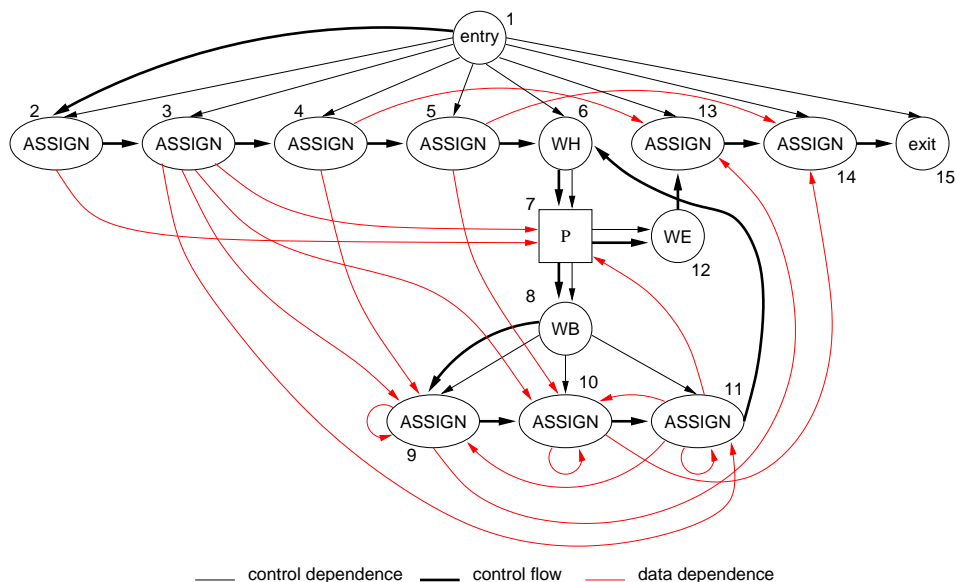 1
entry
2 3 4 5 6 13
ASSIGN ASSIGN ASSIGN ASSIGN WH ASSIGN ASSIGN exit
14 15
7
P WE
12
8
WB
10 11
ASSIGN ASSIGN ASSIGN
9
control dependence control flow data dependence